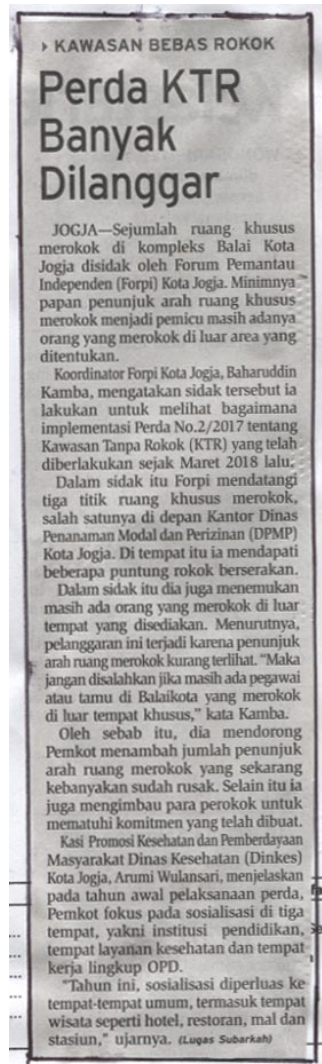 › KAWASAN BEBAS ROKOK
Perda KTR
Banyak
Dilanggar
JOGJA—Sejumlah ruang khusus
merokok di kompleks Balai Kota
Jogja disidak oleh Forum Pemantau
Independen (Forpi) Kota Jogja. Minimnya
papan penunjuk arah ruang khusus
merokok menjadi pemicu masih adanya
orang yang merokok di luar area yang
ditentukan.
Koordinator Forpi Kota Jogja, Baharuddin
Kamba, mengatakan sidak tersebut ia
lakukan untuk melihat bagaimana
implementasi Perda No.2/2017 tentang
Kawasan Tanpa Rokok (KTR) yang telah
diberlakukan sejak Maret 2018 lalu.
Dalam sidak itu Forpi mendatangi
tiga titik ruang khusus merokok,
salah satunya di depan Kantor Dinas
Penanaman Modal dan Perizinan (DPMP)
Kota Jogja. Di tempat itu ia mendapati
beberapa puntung rokok berserakan.
Dalam sidak itu dia juga menemukan
masih ada orang yang merokok di luar
tempat yang disediakan. Menurutnya,
pelanggaran ini terjadi karena penunjuk
arah ruang merokok kurang terlihat. "Maka
jangan disalahkan jika masih ada pegawai
atau tamu di Balaikota yang merokok
di luar tempat khusus," kata Kamba.
Oleh sebab itu, dia mendorong
Pemkot menambah jumlah penunjuk
arah ruang merokok yang sekarang
kebanyakan sudah rusak. Selain itu ia
juga mengimbau para perokok untuk
mematuhi komitmen yang telah dibuat.
Kasi Promosi Kesehatan dan Pemberdayaan
Masyarakat Dinas Kesehatan (Dinkes)
Kota Jogja, Arumi Wulansari, menjelaskan
pada tahun awal pelaksanaan perda,
Pemkot fokus pada sosialisasi di tiga
tempat, yakni institusi pendidikan,
tempat layanan kesehatan dan tempat
kerja lingkup OPD.
"Tahun ini, sosialisasi diperluas ke
tempat-tempat umum, termasuk tempat
wisata seperti hotel, restoran, mal dan
stasiun," ujarnya. (Lugas Subarkah)